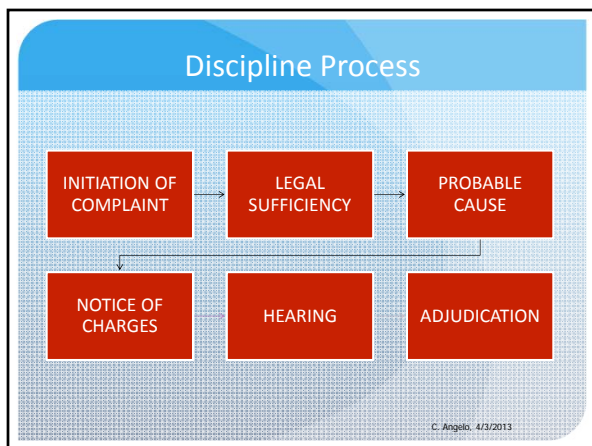 Discipline Process
INITIATION OF
COMPLAINT
LEGAL
SUFFICIENCY
PROBABLE
CAUSE
NOTICE OF
CHARGES
HEARING
ADJUDICATION
C. Angelo, 4/3/2013